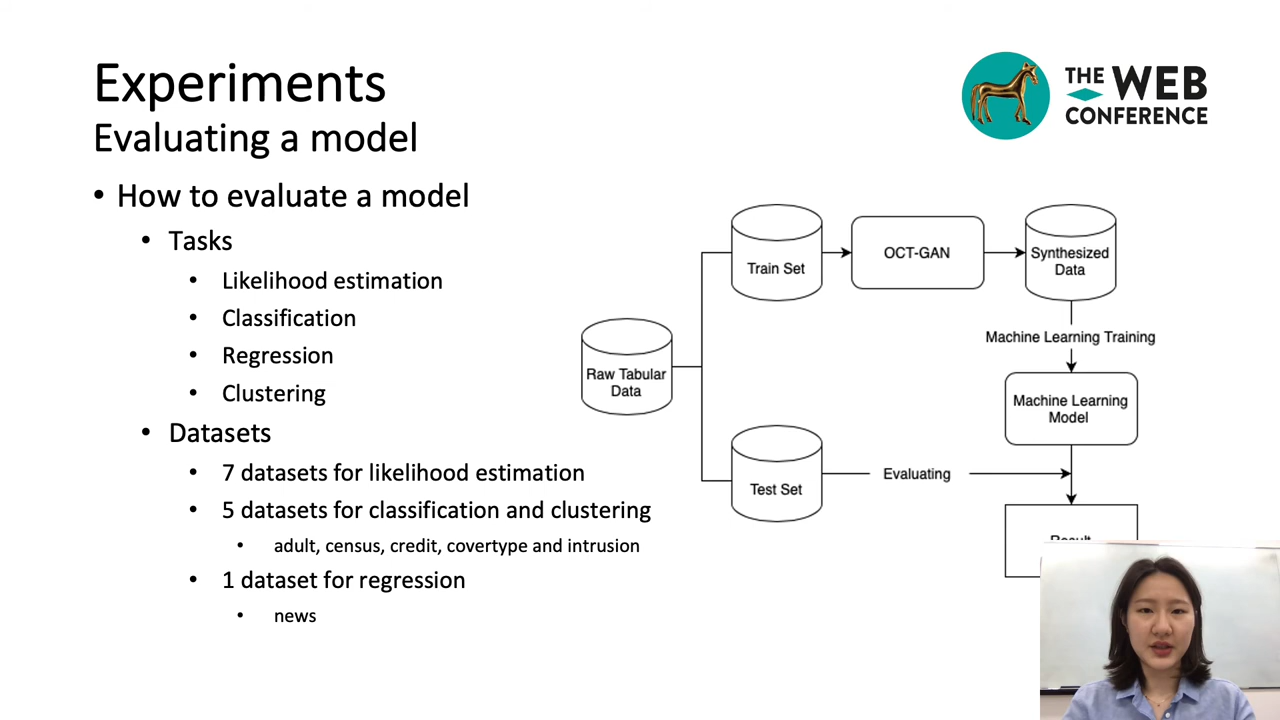 Experiments
Evaluating a model
THE WEB
CONFERENCE
• How to evaluate a model
• Tasks
• Likelihood estimation
• Classification
• Regression
• Clustering
• Datasets
• 7 datasets for likelihood estimation
• 5 datasets for classification and clustering
• adult, census, credit, covertype and intrusion
• 1 dataset for regression
• news
Raw Tabular
Data
Train Set
OCT-GAN
Synthesized
Data
Machine Learning Training
Machine Learning
Model
Test Set
Evaluating
Result